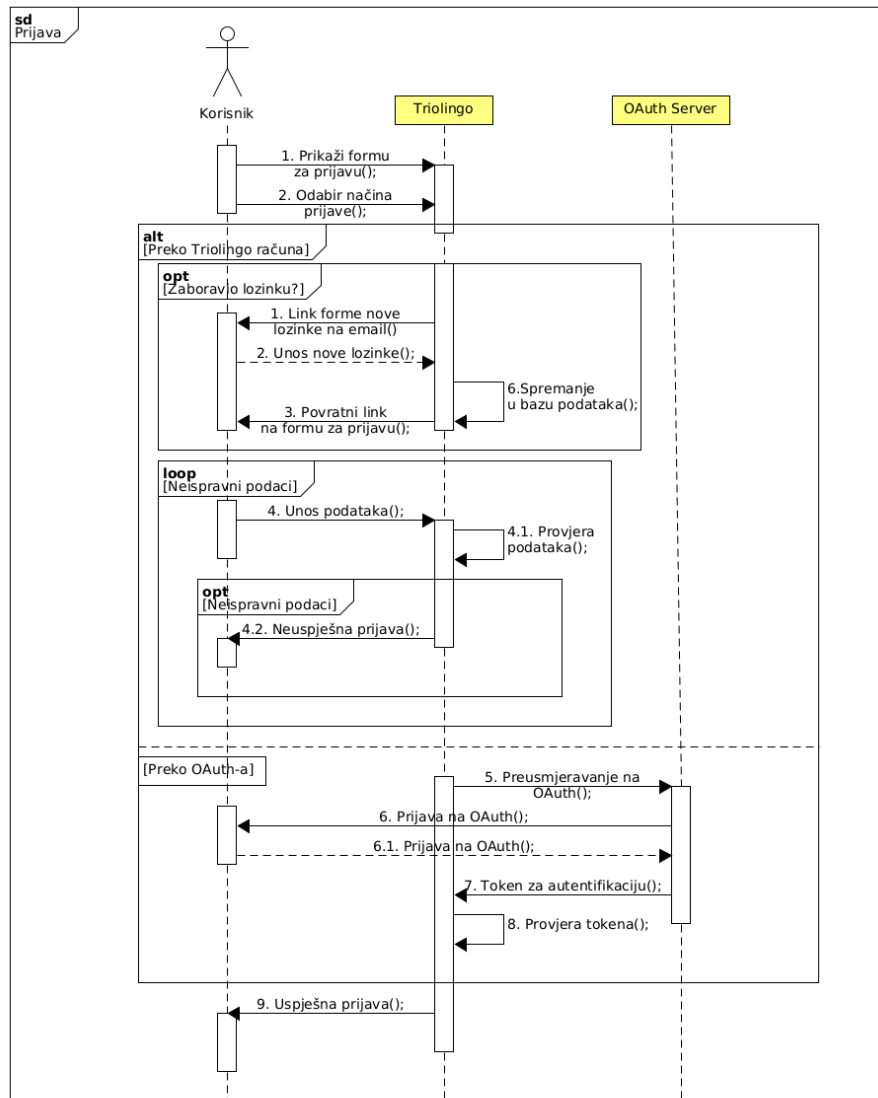 sd
Prijava
Korisnik
Triolingo
OAuth Server
1. Prikaži formu
za prijavu();
2. Odabir načina
prijave();
alt
[Preko Triolingo računa]
opt
[Zaboravio lozinku?]
1. Link forme nove
lozinke na email()
2. Unos nove lozinke();
6.Spremanje
u bazu podataka();
3. Povratni link
na formu za prijavu();
loop
[Neispravni podaci]
4. Unos podataka();
4.1. Provjera
podataka();
opt
[Neispravni podaci]
4.2. Neuspješna prijava();
[Preko OAuth-a]
5. Preusmjeravanje na
OAuth();
6. Prijava na OAuth();
6.1. Prijava na OAuth();
7. Token za autentifikaciju();
8. Provjera tokena();
9. Uspješna prijava();